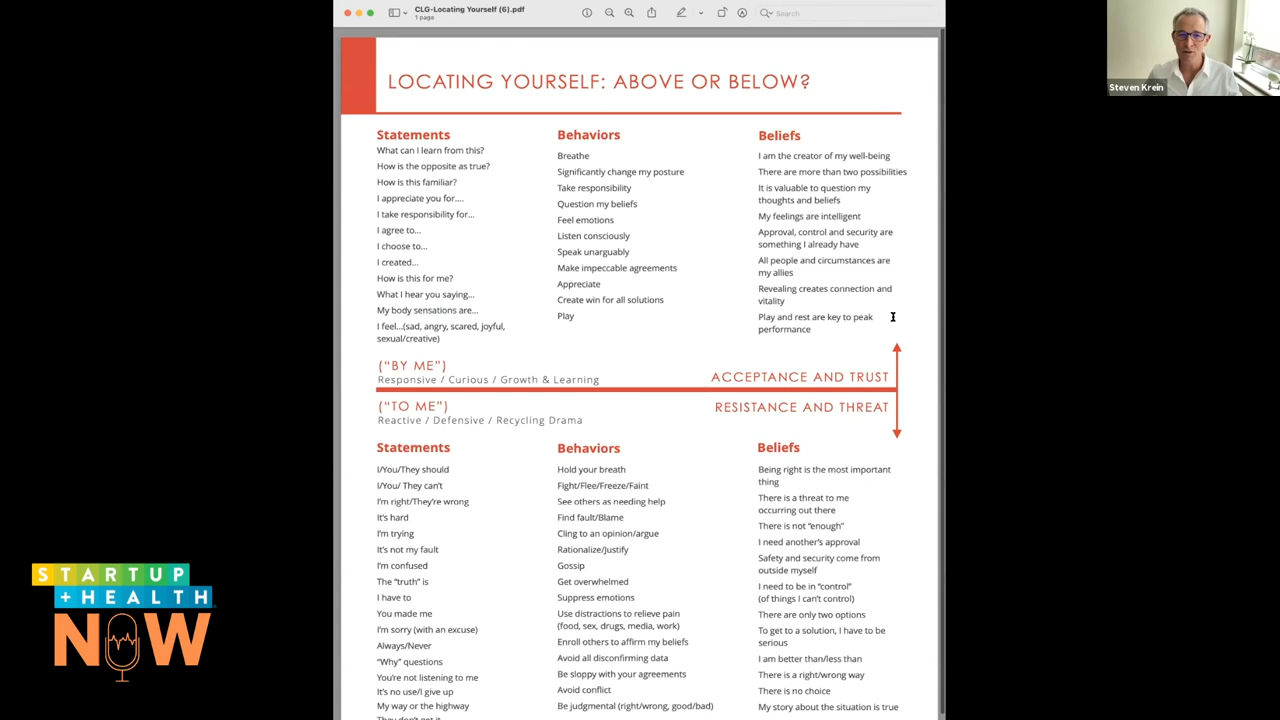 CLG-Locating Yourself (6).pdf
1 page
Search
Steven Krein
LOCATING YOURSELF: ABOVE OR BELOW?
Statements
What can I learn from this?
How is the opposite as true?
How is this familiar?
I appreciate you for....
I take responsibility for...
I agree to...
I choose to...
I created...
How is this for me?
What I hear you saying...
My body sensations are...
I feel...(sad, angry, scared, joyful,
sexual/creative)
Behaviors
Breathe
Significantly change my posture
Take responsibility
Question my beliefs
Feel emotions
Listen consciously
Speak unarguably
Make impeccable agreements
Appreciate
Create win for all solutions
Play
Beliefs
I am the creator of my well-being
There are more than two possibilities
It is valuable to question my
thoughts and beliefs
My feelings are intelligent
Approval, control and security are
something I already have
All people and circumstances are
my allies
Revealing creates connection and
vitality
Play and rest are key to peak
performance
("BY ME")
Responsive / Curious / Growth & Learning
ACCEPTANCE AND TRUST
("TO ME")
Reactive / Defensive / Recycling Drama
RESISTANCE AND THREAT
Statements
I/You/They should
I/You/ They can't
I'm right/They're wrong
It's hard
I'm trying
It's not my fault
I'm confused
The "truth" is
I have to
You made me
I'm sorry (with an excuse)
Always/Never
"Why" questions
You're not listening to me
It's no use/I give up
My way or the highway
They don't get it
Behaviors
Hold your breath
Fight/Flee/Freeze/Faint
See others as needing help
Find fault/Blame
Cling to an opinion/argue
Rationalize/Justify
Gossip
Get overwhelmed
Suppress emotions
Use distractions to relieve pain
(food, sex, drugs, media, work)
Enroll others to affirm my beliefs
Avoid all disconfirming data
Be sloppy with your agreements
Avoid conflict
Be judgmental (right/wrong, good/bad)
Beliefs
Being right is the most important
thing
There is a threat to me
occurring out there
There is not "enough"
I need another's approval
Safety and security come from
outside myself
I need to be in "control"
(of things I can't control)
There are only two options
To get to a solution, I have to be
serious
I am better than/less than
There is a right/wrong way
There is no choice
My story about the situation is true
STARTUP
+HEALTH
NOW